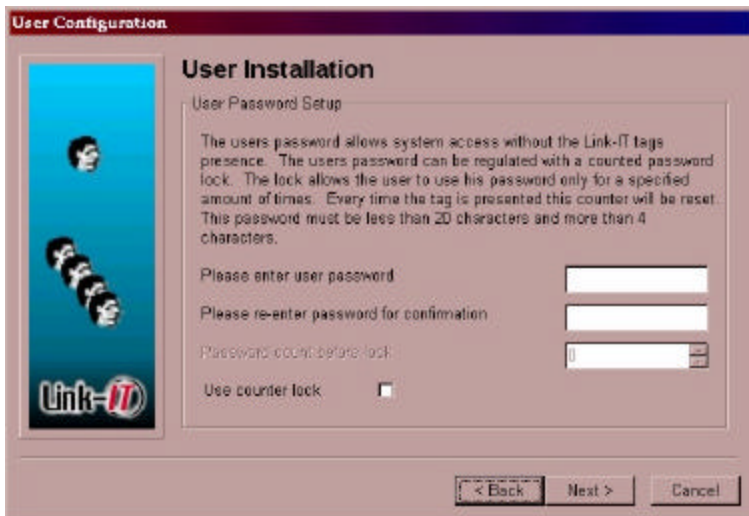 User Configuration
User Installation
User Password Setup
The users password allows system access without the Link-IT tags
presence. The users password can be regulated with a counted password
lock. The lock allows the user to use his password only for a specified
amount of times. Every time the tag is presented this counter will be reset.
This password must be less than 20 characters and more than 4
characters.
Please enter user password
Please re-enter password for confirmation
Password count before lock
0
Use counter lock
Link-IT
< Back
Next >
Cancel